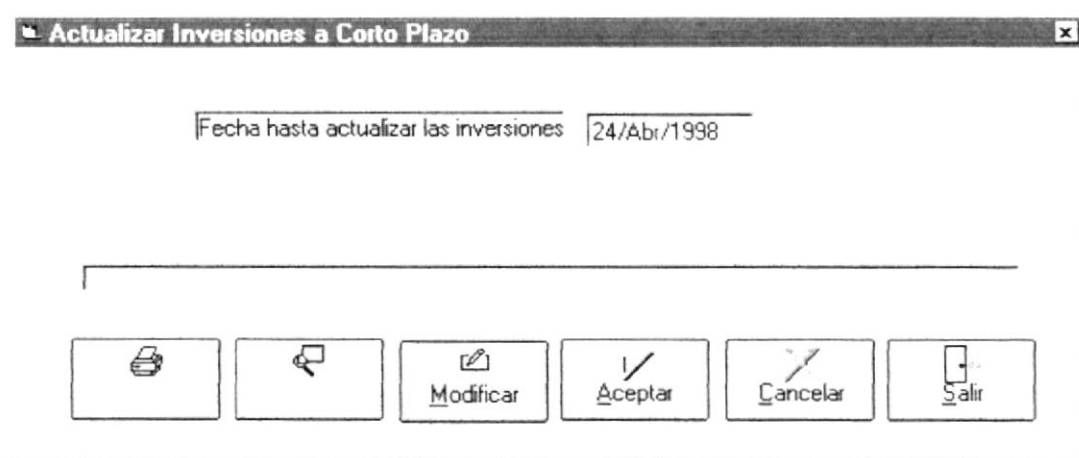 Actualizar Inversiones a Corto Plazo
Fecha hasta actualizar las inversiones 24/Abr/1998
Modificar Aceptar Cancelar Salir